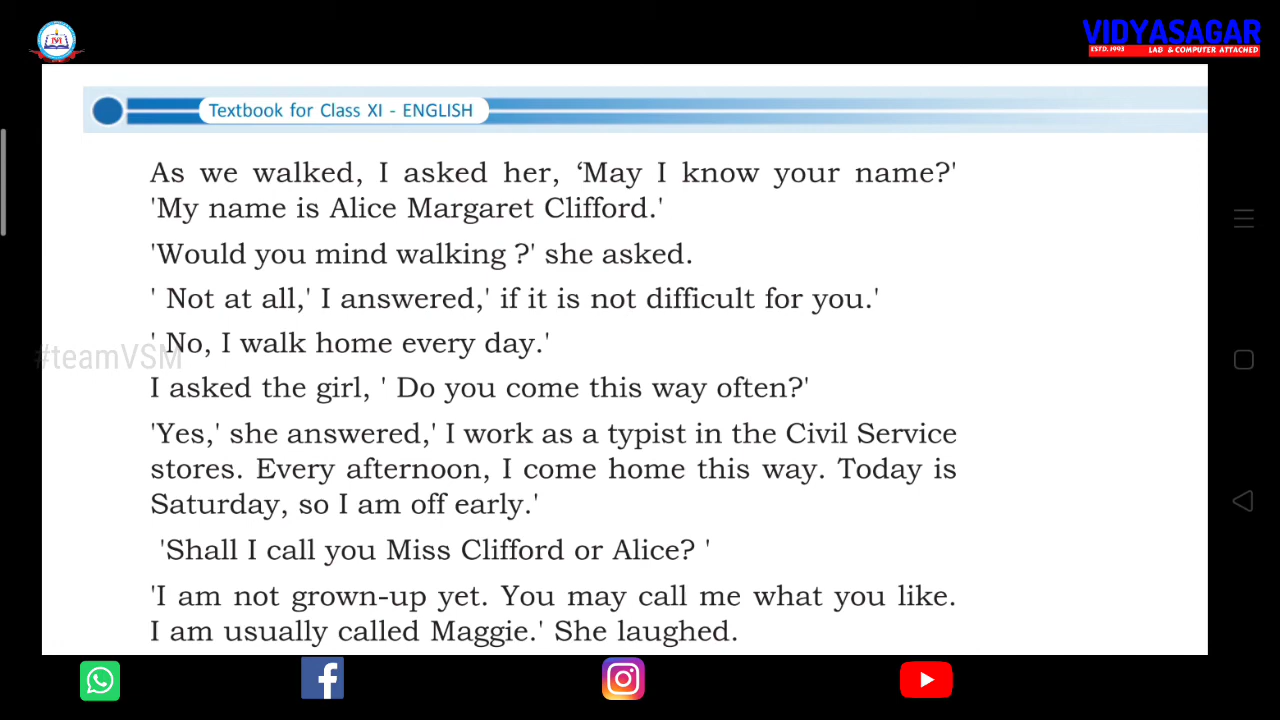 VIDYASAGAR
ESTD. 1993 LAB & COMPUTER ATTACHED
Textbook for Class XI - ENGLISH
As we walked, I asked her, ‘May I know your name?'
'My name is Alice Margaret Clifford.'
'Would you mind walking ?' she asked.
' Not at all,' I answered,' if it is not difficult for you.'
' No, I walk home every day.'
#teamVSM
I asked the girl, ' Do you come this way often?'
'Yes,' she answered,' I work as a typist in the Civil Service
stores. Every afternoon, I come home this way. Today is
Saturday, so I am off early.'
'Shall I call you Miss Clifford or Alice? '
'I am not grown-up yet. You may call me what you like.
I am usually called Maggie.' She laughed.